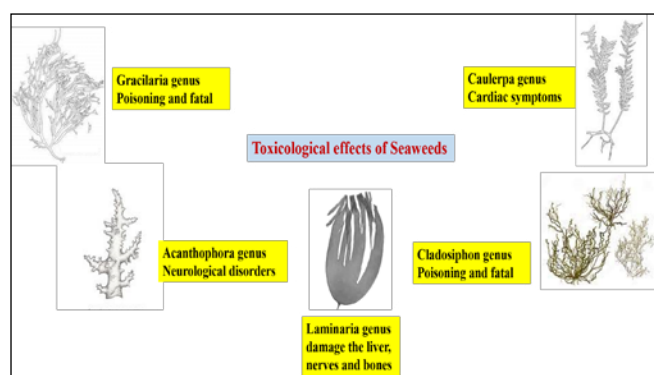 Gracilaria genus
Poisoning and fatal
Caulerpa genus
Cardiac symptoms
Toxicological effects of Seaweeds
Acanthophora genus
Neurological disorders
Cladosiphon genus
Poisoning and fatal
Laminaria genus
damage the liver,
nerves and bones